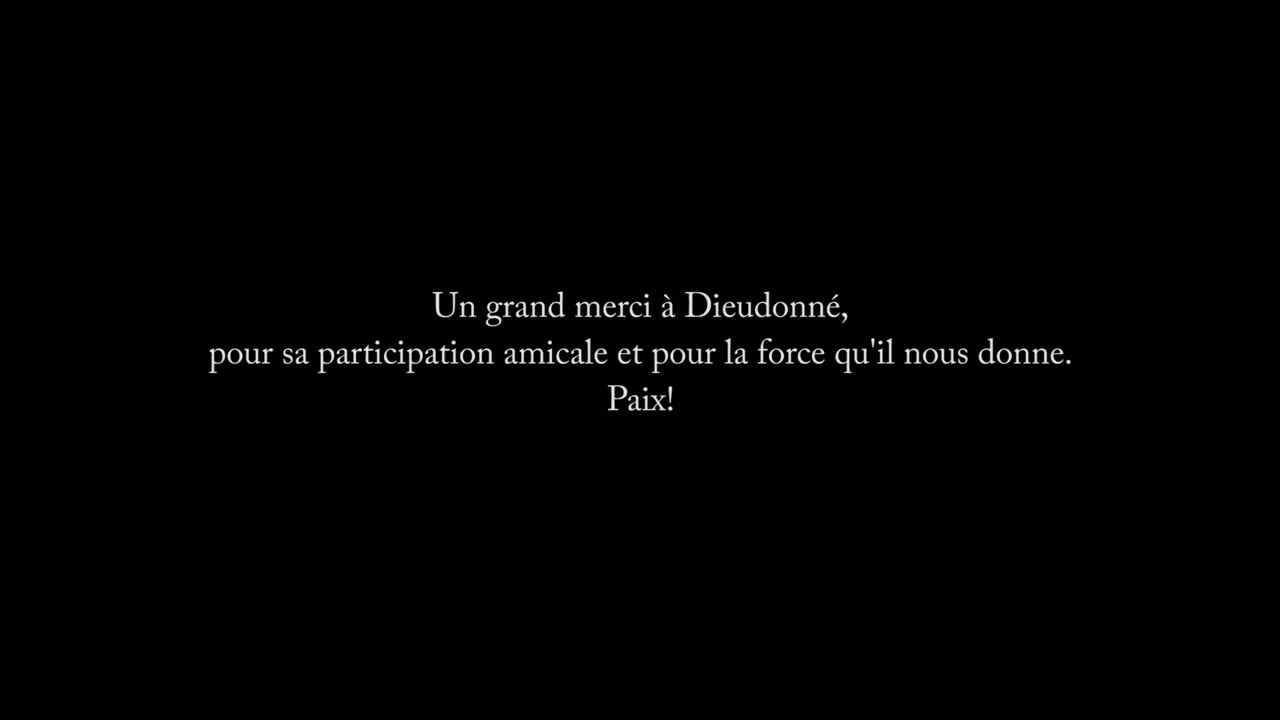 Un grand merci à Dieudonné,
pour sa participation amicale et pour la force qu'il nous donne.
Paix!